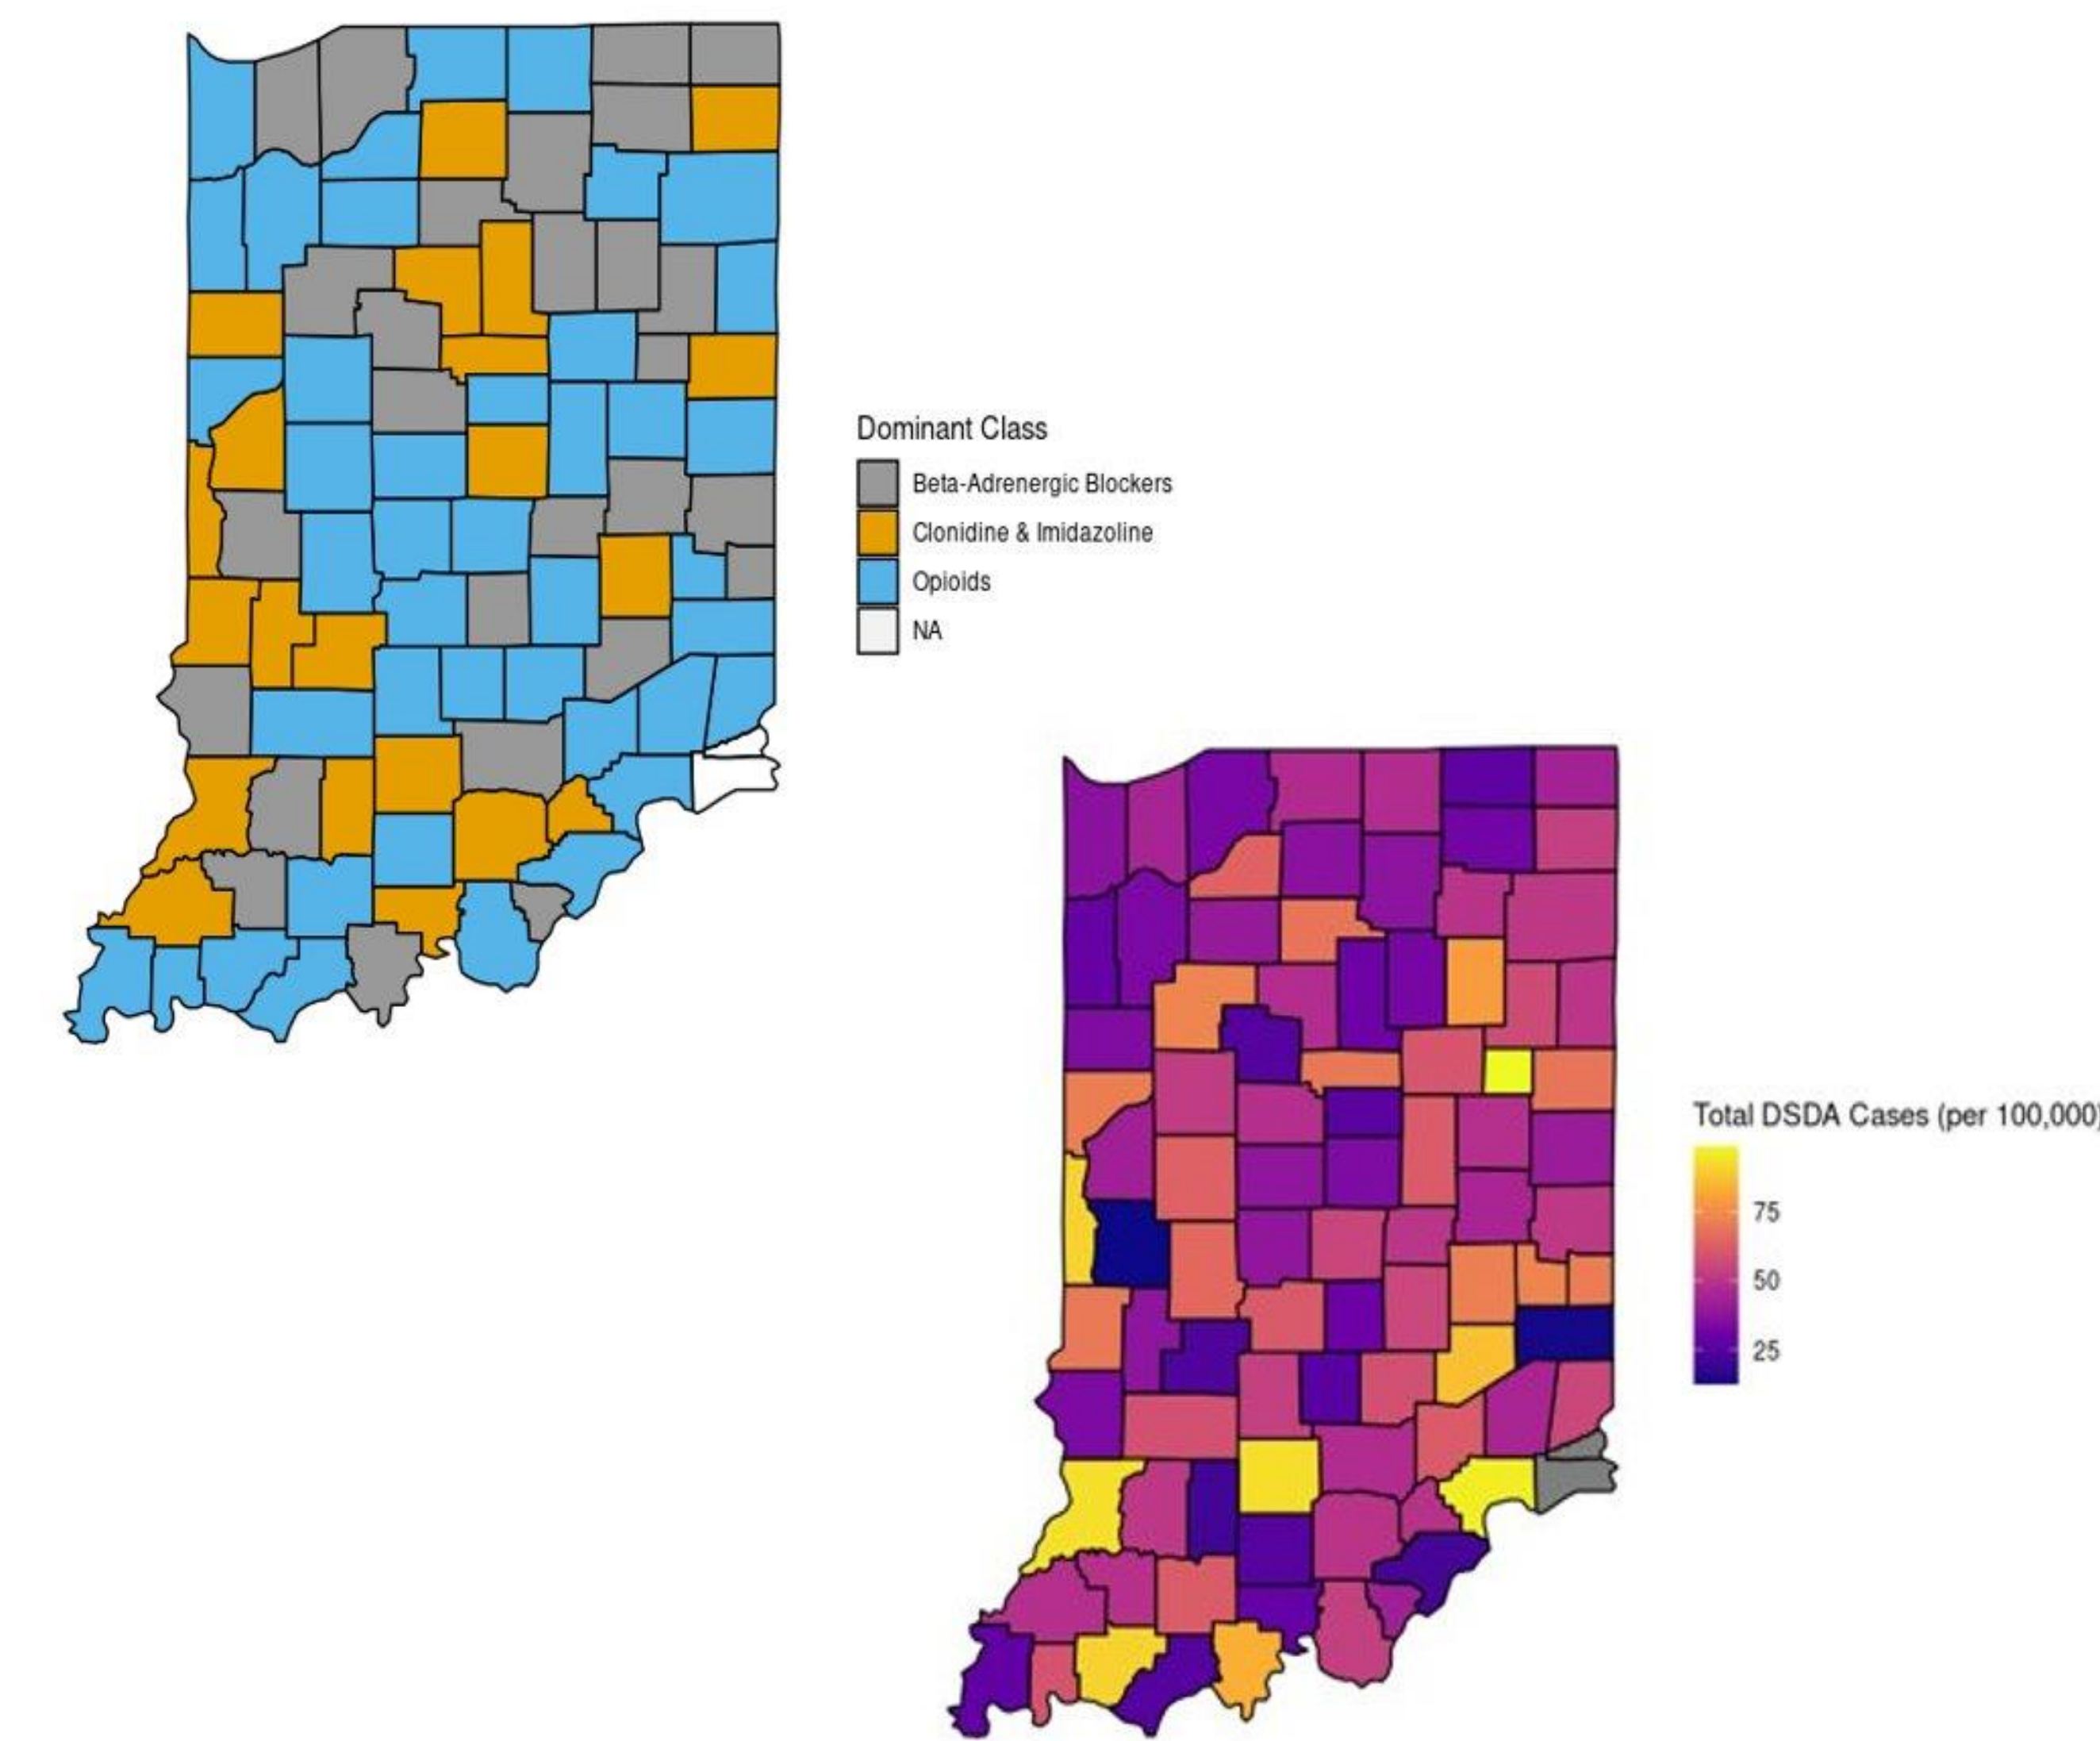 Dominant Class
Beta-Adrenergic Blockers
Clonidine & Imidazoline
Opioids
NA
Total DSDA Cases (per 100,000)
75
50
25